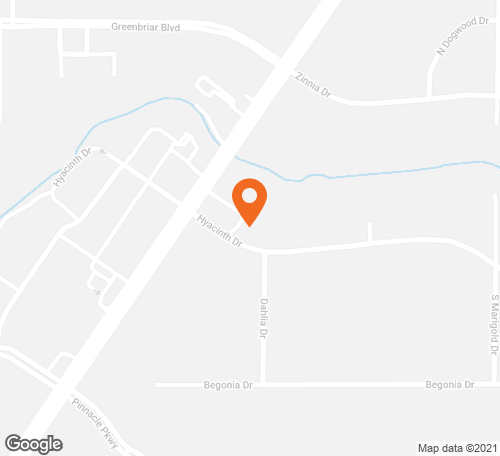 Greenbriar Blvd
N Dogwood Dr
Zinnia Dr
Hyacinth Dr
Hyacinth Dr
Dahlia Dr
S Marigold Dr
Begonia Dr
Begonia Dr
Pinnacle Pkwy
Google
Map data ©2021